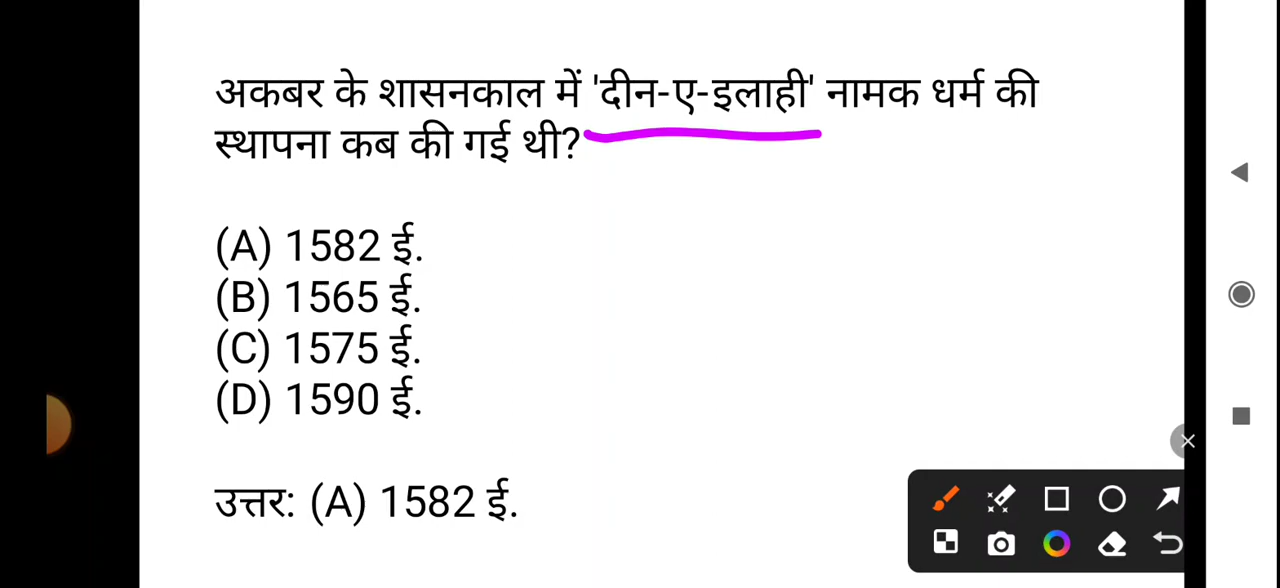 अकबर के शासनकाल में 'दीन-ए-इलाही' नामक धर्म की
स्थापना कब की गई थी?
(A) 1582 ई.
(B) 1565 ई.
(C) 1575 ई.
(D) 1590 ई.
उत्तर: (A) 1582 ई.